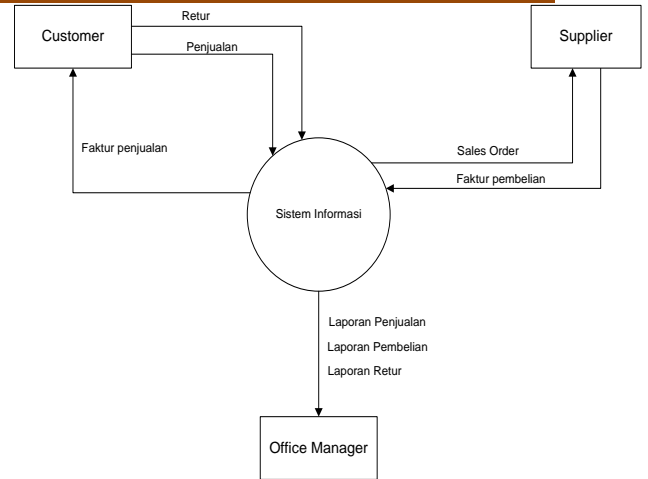 Retur
Customer
Supplier
Penjualan
Faktur penjualan
Sales Order
Faktur pembelian
Sistem Informasi
Laporan Penjualan
Laporan Pembelian
Laporan Retur
Office Manager